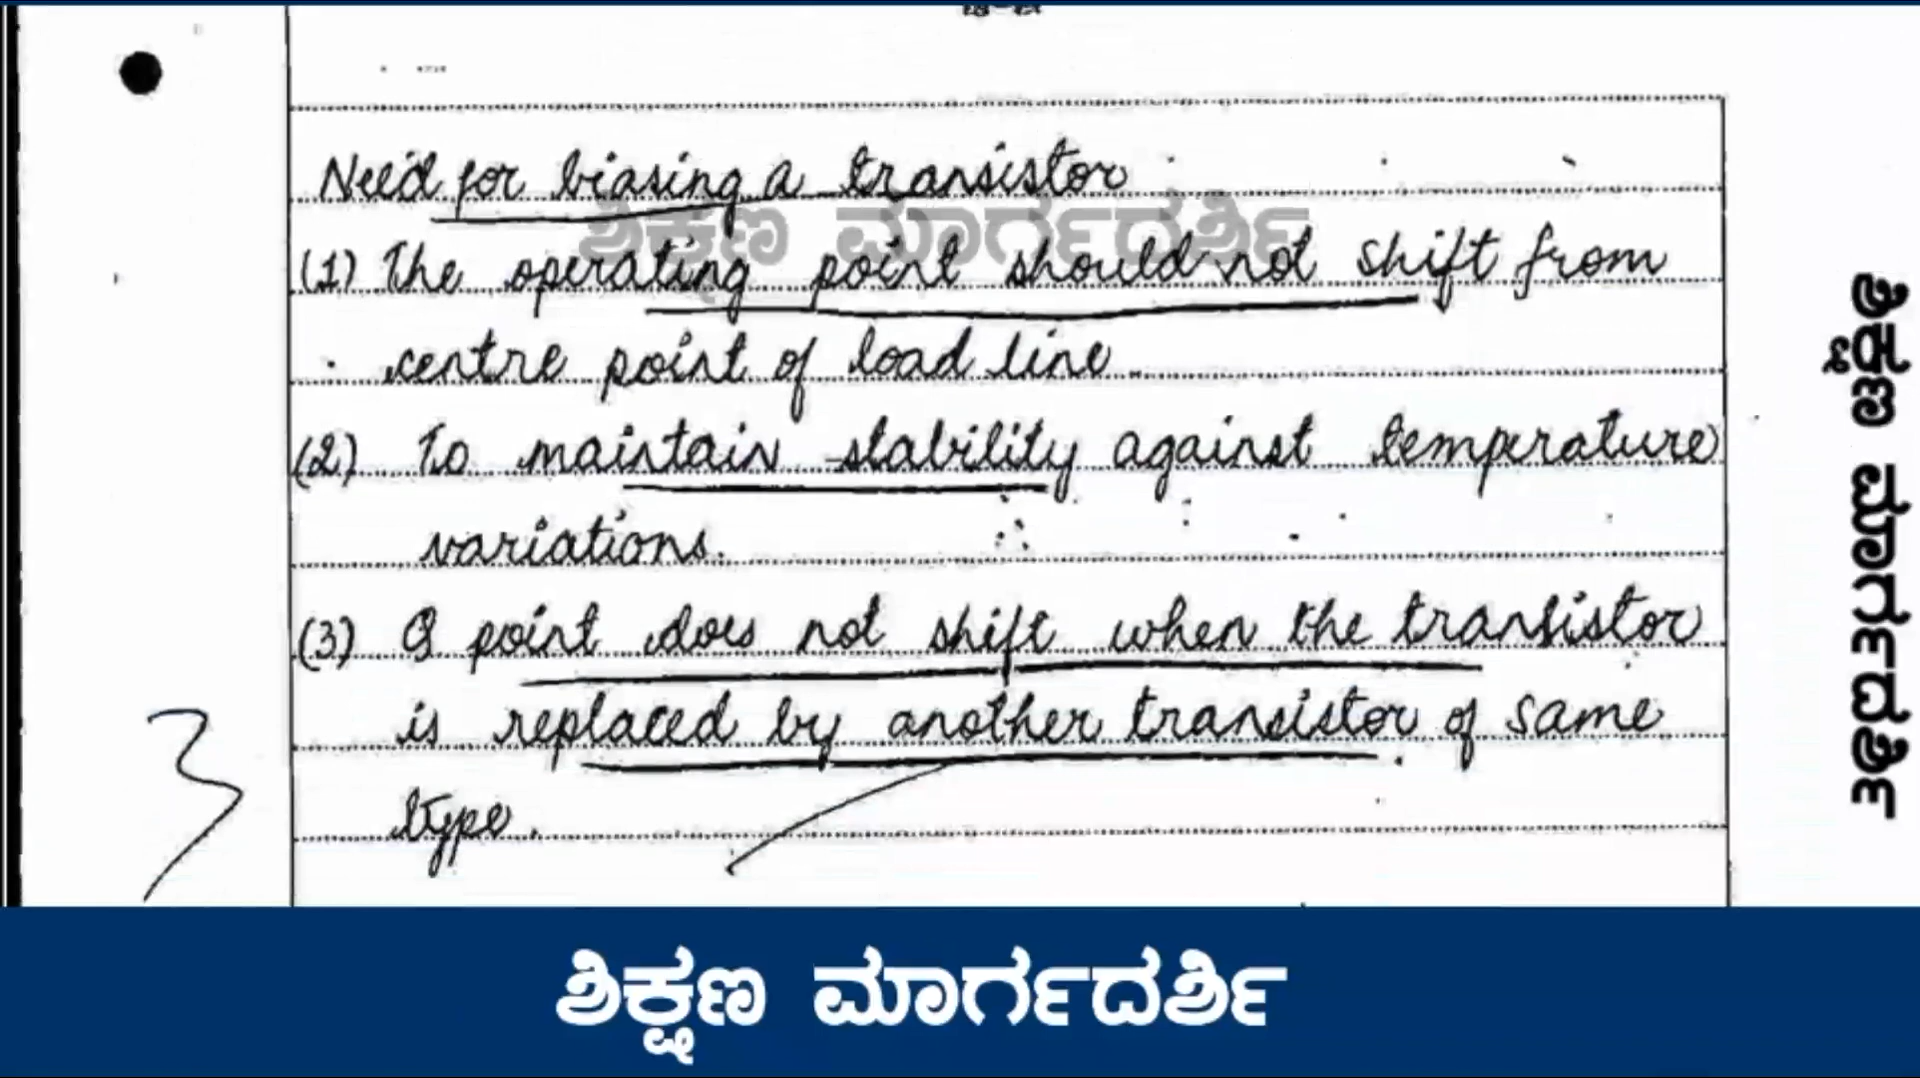 Need for biasing a transistor
ಶಿಕ್ಷಣ ಮಾರ್ಗದರ್ಶಿ
(1) The operating point should not shift from
centre point of load line.
(2) To maintain stability against temperature
variations.
(3) Q point does not shift when the transistor
is replaced by another transistor of same
type.
3
ಶಿಕ್ಷಣ ಮಾರ್ಗದರ್ಶಿ
ಶಿಕ್ಷಣ ಮಾರ್ಗದರ್ಶಿ